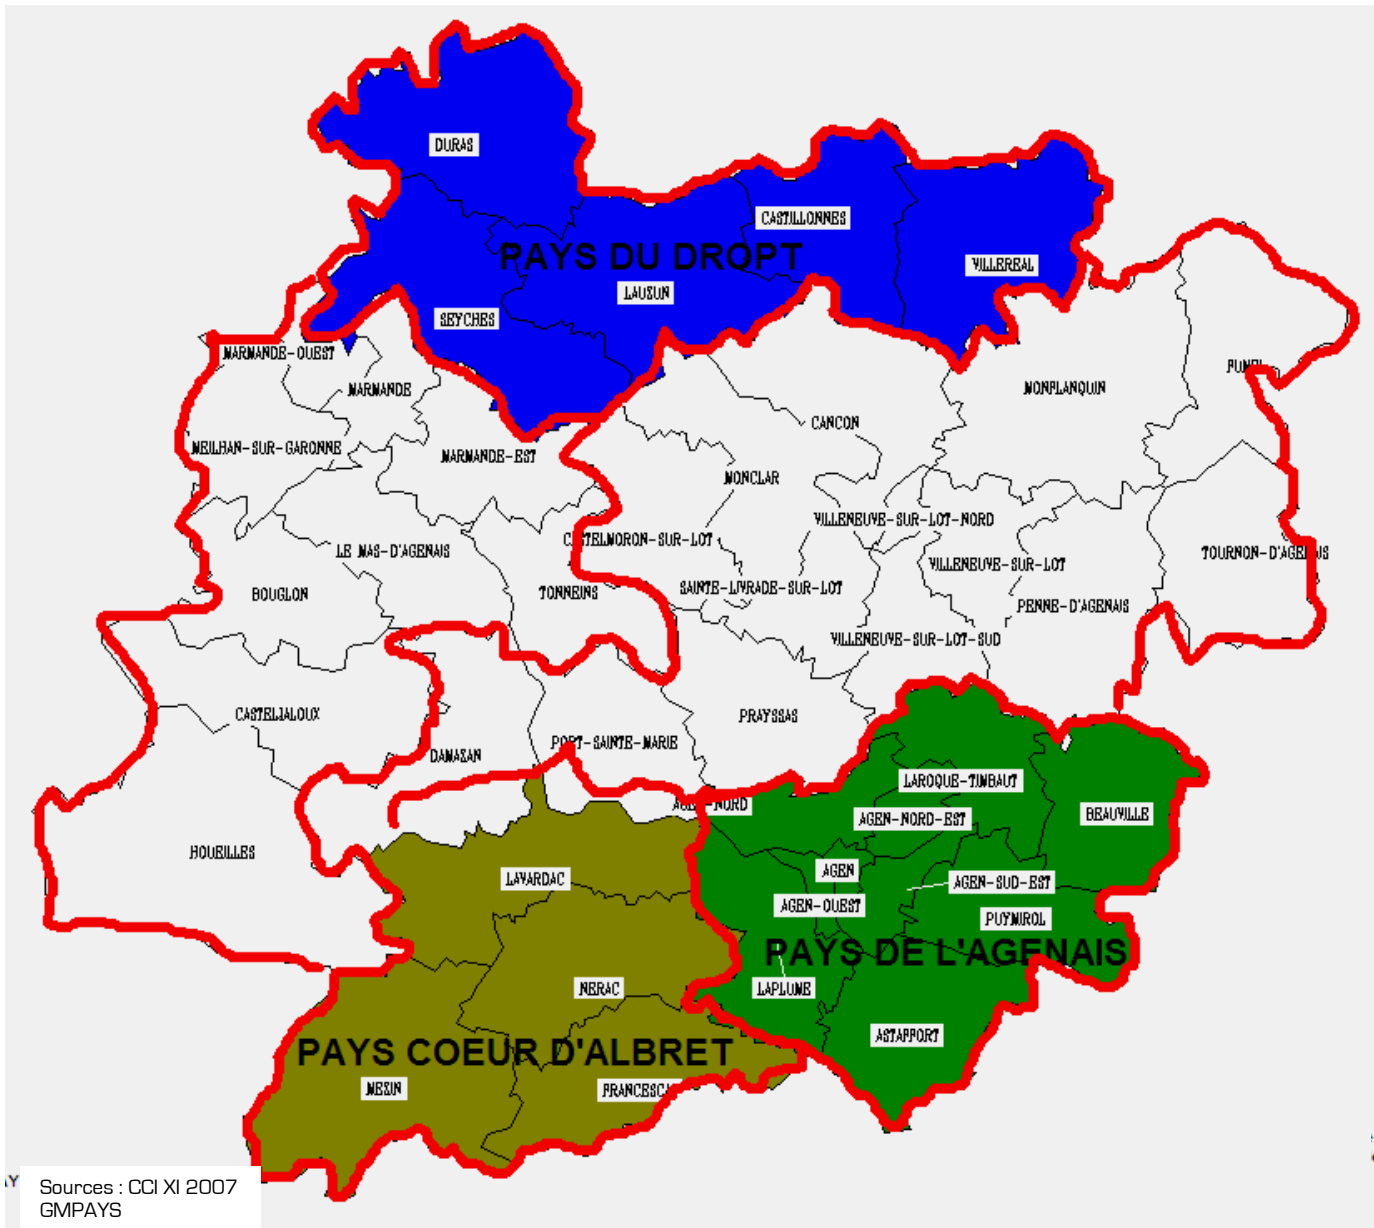 DURAS
CASTILLONNES
PAYS DU DROPT
VILLEREAL
LAUZUN
SEYCHES
MARMANDE-OUEST
MARMANDE
MONFLANQUIN
CANCON
MEILHAN-SUR-GARONNE
MARMANDE-EST
MONCLAR
VILLENEUVE-SUR-LOT-NORD
CASTELMORON-SUR-LOT
LE MAS-D'AGENAIS
TOURNON-D'AGENAIS
VILLENEUVE-SUR-LOT
SAINTE-LIVRADE-SUR-LOT
BOUGLON
TONNEINS
PENNE-D'AGENAIS
VILLENEUVE-SUR-LOT-SUD
CASTELJALOUX
PRAYSSAS
PORT-SAINTE-MARIE
DAMAZAN
LAROQUE-TIMBAUT
AGEN-NORD
BEAUVILLE
AGEN-NORD-EST
HOUEILLES
AGEN
LAVARDAC
AGEN-SUD-EST
AGEN-OUEST
PUYMIROL
PAYS DE L'AGENAIS
NERAC
LAPLUME
ASTAFFORT
PAYS COEUR D'ALBRET
MEZIN
FRANCESCA
Sources : CCI XI 2007
GMPAYS